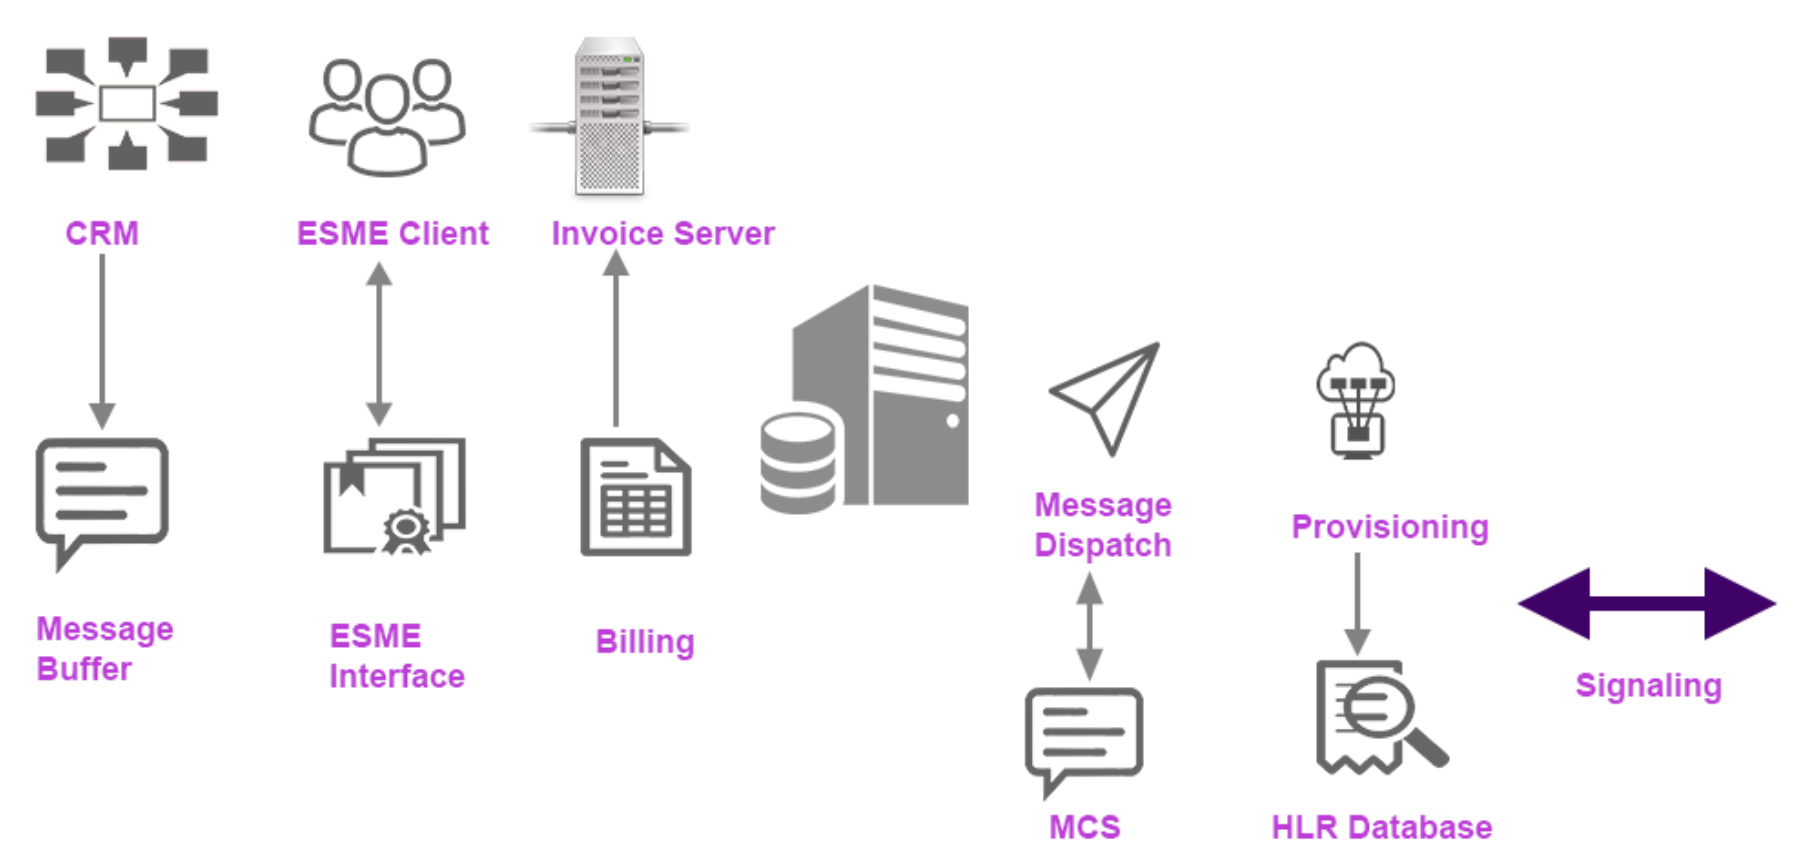 CRM
ESME Client
Invoice Server
Message
Buffer
ESME
Interface
Billing
Message
Dispatch
MCS
Provisioning
HLR Database
Signaling